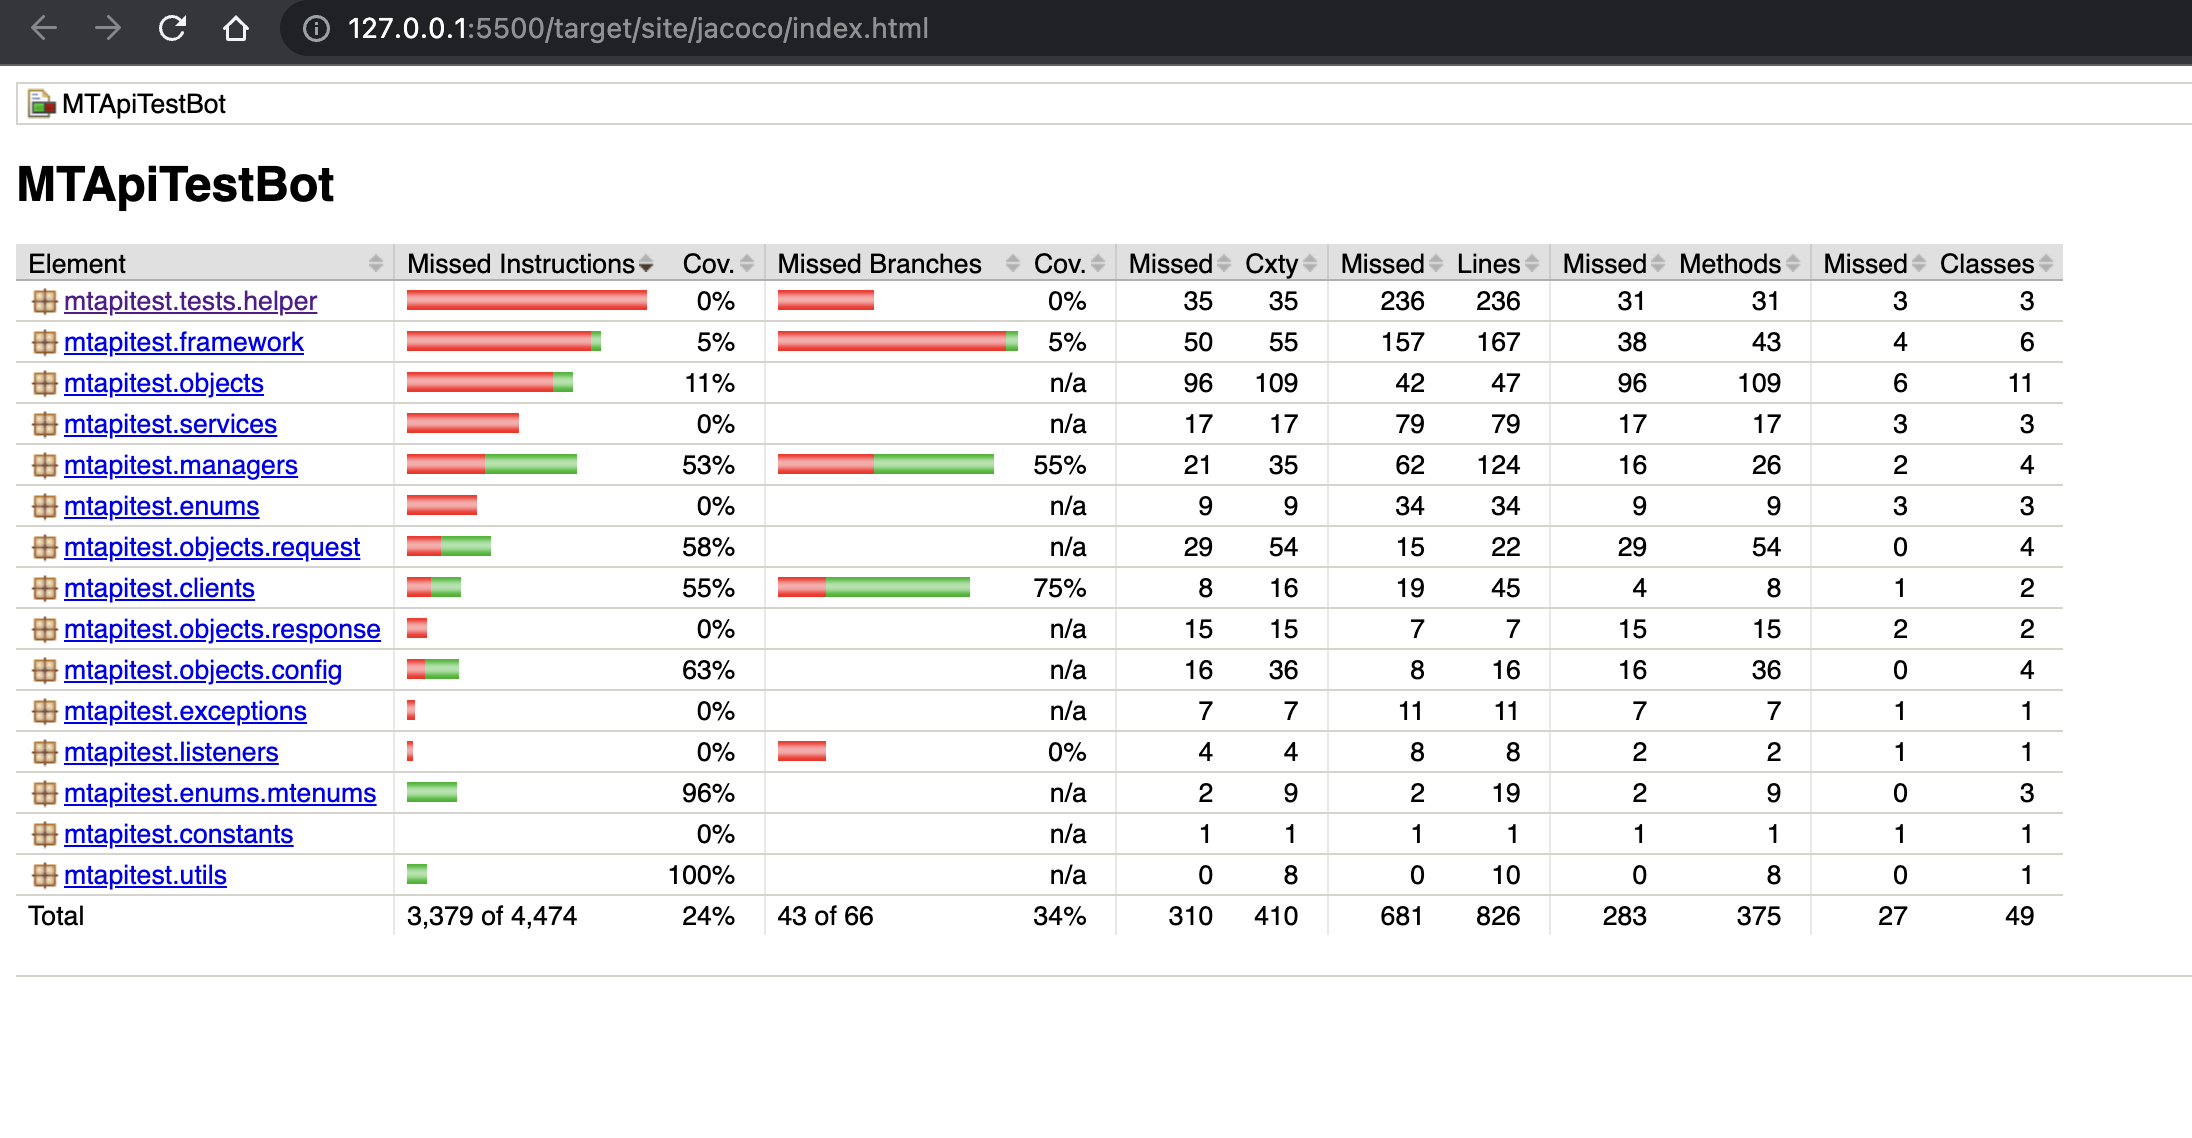 127.0.0.1:5500/target/site/jacoco/index.html
MTApiTestBot
MTApiTestBot
Element Missed Instructions Cov. Missed Branches Cov. Missed Cxty Missed Lines Missed Methods Missed Classes
mtapitest.tests.helper 0% 0% 35 35 236 236 31 31 3 3
mtapitest.framework 5% 5% 50 55 157 167 38 43 4 6
mtapitest.objects 11% n/a 96 109 42 47 96 109 6 11
mtapitest.services 0% n/a 17 17 79 79 17 17 3 3
mtapitest.managers 53% 55% 21 35 62 124 16 26 2 4
mtapitest.enums 0% n/a 9 9 34 34 9 9 3 3
mtapitest.objects.request 58% n/a 29 54 15 22 29 54 0 4
mtapitest.clients 55% 75% 8 16 19 45 4 8 1 2
mtapitest.objects.response 0% n/a 15 15 7 7 15 15 2 2
mtapitest.objects.config 63% n/a 16 36 8 16 16 36 0 4
mtapitest.exceptions 0% n/a 7 7 11 11 7 7 1 1
mtapitest.listeners 0% 0% 4 4 8 8 2 2 1 1
mtapitest.enums.mtenums 96% n/a 2 9 2 19 2 9 0 3
mtapitest.constants 0% n/a 1 1 1 1 1 1 1 1
mtapitest.utils 100% n/a 0 8 0 10 0 8 0 1
Total 3,379 of 4,474 24% 43 of 66 34% 310 410 681 826 283 375 27 49